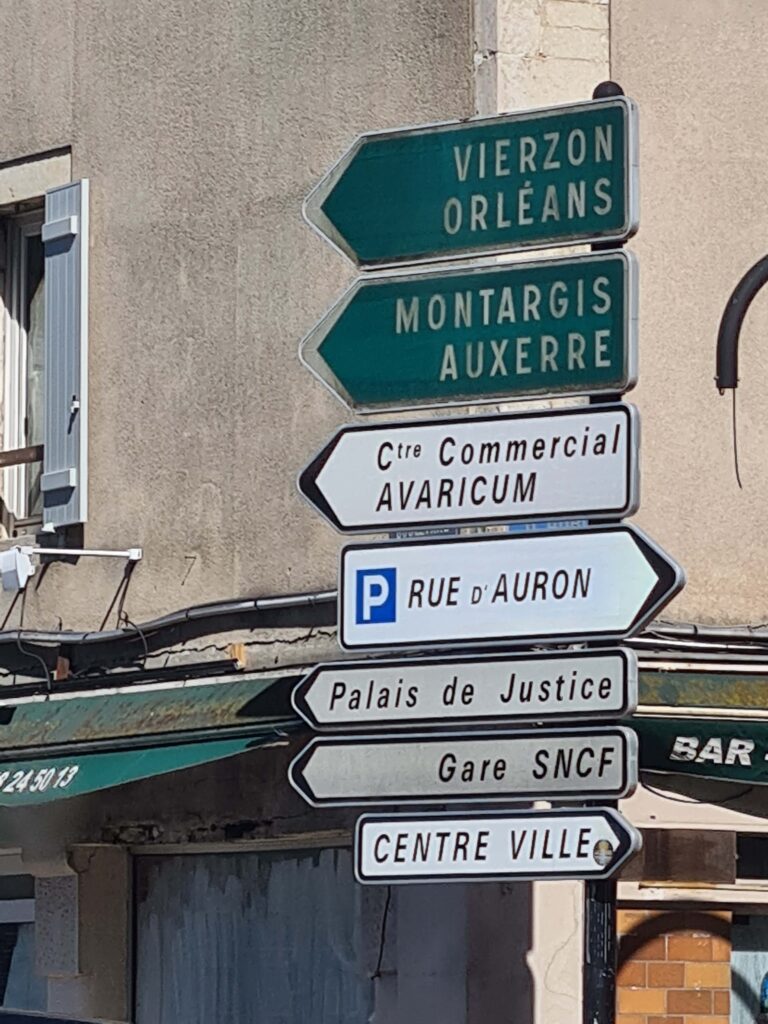 VIERZON
ORLÉANS
MONTARGIS
AUXERRE
Ctre Commercial
AVARICUM
P RUE D'AURON
Palais de Justice
Gare SNCF
CENTRE VILLE
24 50 13
BAR